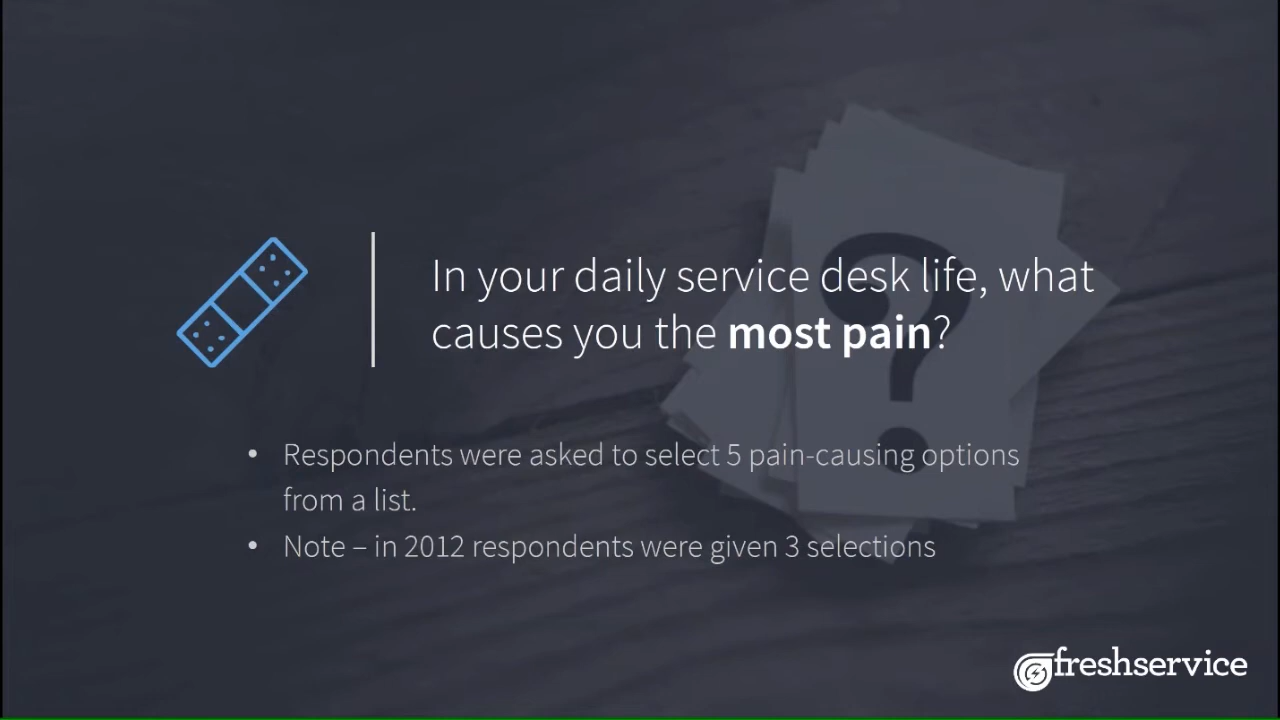 In your daily service desk life, what
causes you the most pain?
• Respondents were asked to select 5 pain-causing options
from a list.
• Note – in 2012 respondents were given 3 selections
freshservice